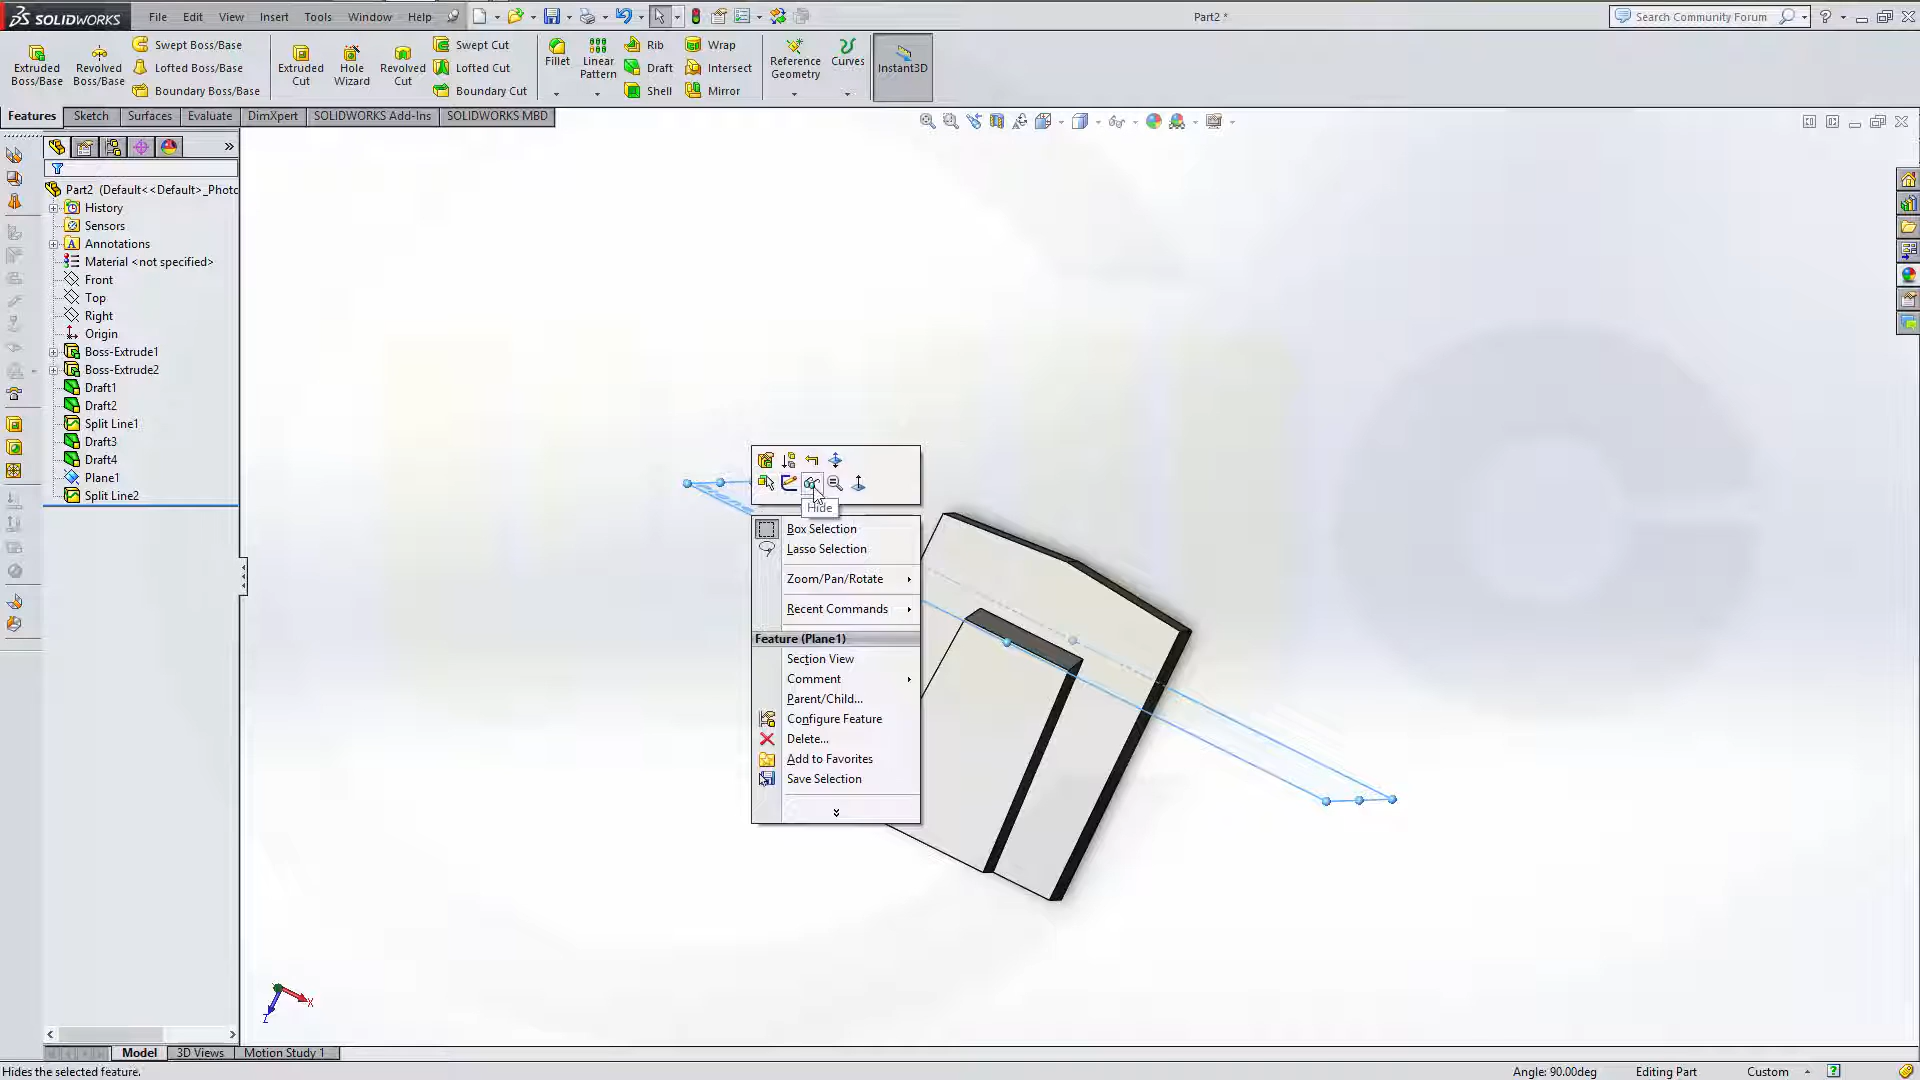 SOLIDWORKS
File Edit View Insert Tools Window Help
Part2 *
Search Community Forum
Extruded Boss/Base
Revolved Boss/Base
Swept Boss/Base
Lofted Boss/Base
Boundary Boss/Base
Extruded Cut
Hole Wizard
Revolved Cut
Swept Cut
Lofted Cut
Boundary Cut
Fillet
Linear Pattern
Rib
Draft
Shell
Wrap
Intersect
Mirror
Reference Geometry
Curves
Instant3D
Features Sketch Surfaces Evaluate DimXpert SOLIDWORKS Add-Ins SOLIDWORKS MBD
Part2 (Default<<Default>_Photo
History
Sensors
Annotations
Material <not specified>
Front
Top
Right
Origin
Boss-Extrude1
Boss-Extrude2
Draft1
Draft2
Split Line1
Draft3
Draft4
Plane1
Split Line2
Hide
Box Selection
Lasso Selection
Zoom/Pan/Rotate
Recent Commands
Feature (Plane1)
Section View
Comment
Parent/Child...
Configure Feature
Delete...
Add to Favorites
Save Selection
X
Z
Model 3D Views Motion Study 1
Hides the selected feature.
Angle: 90.00deg Editing Part Custom